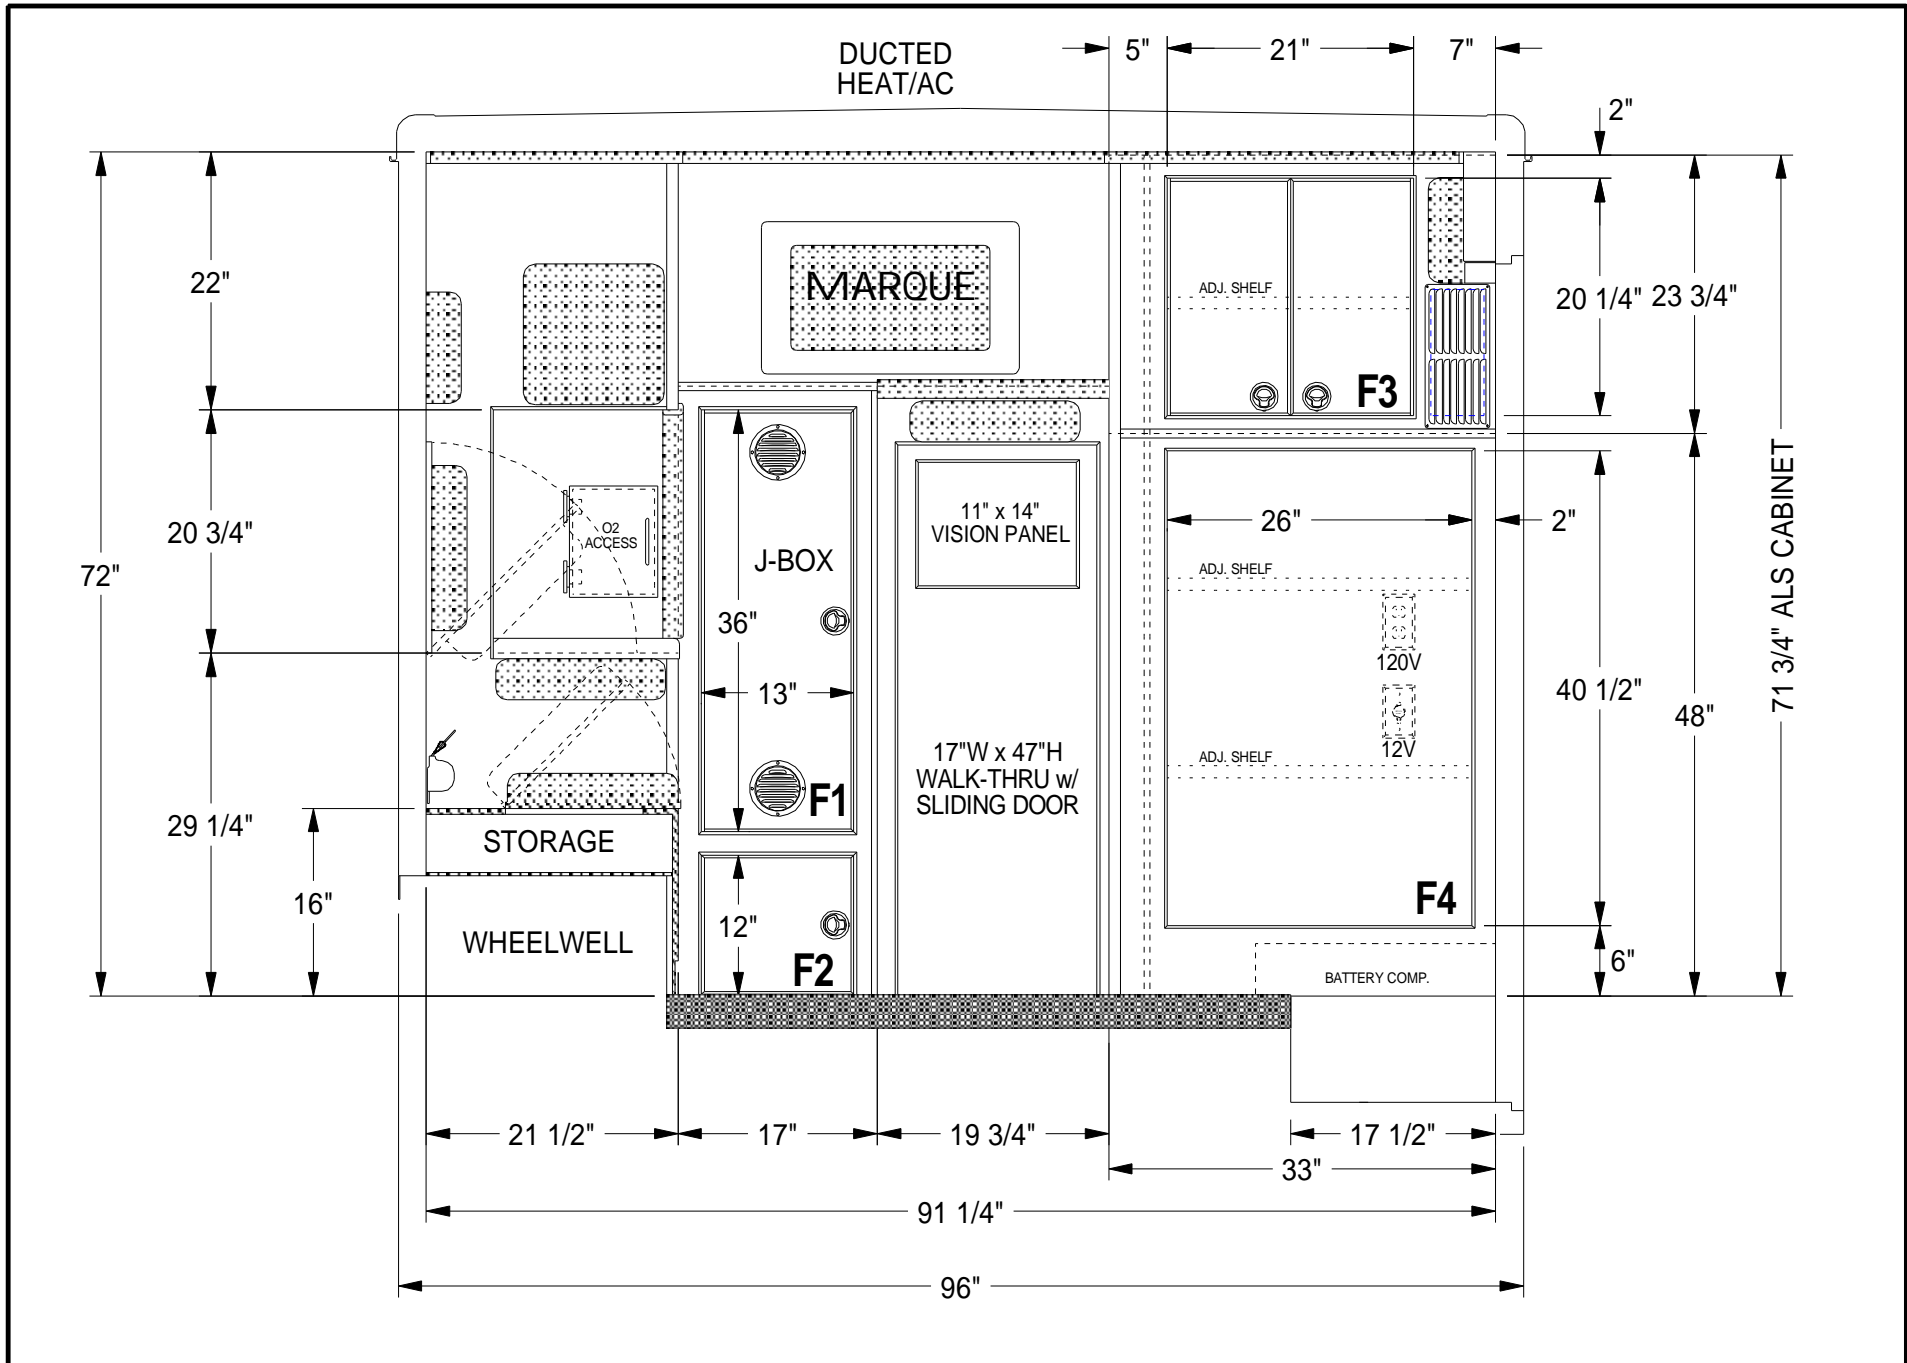 DUCTED
HEAT/AC
5"
21"
7"
2"
22"
MARQUE
ADJ. SHELF
20 1/4"
23 3/4"
F3
20 3/4"
72"
O2
ACCESS
J-BOX
36"
13"
11" x 14"
VISION PANEL
26"
2"
ADJ. SHELF
120V
12V
ADJ. SHELF
40 1/2"
48"
71 3/4" ALS CABINET
17"W x 47"H
WALK-THRU w/
SLIDING DOOR
F1
29 1/4"
STORAGE
16"
WHEELWELL
12"
F2
F4
6"
BATTERY COMP.
21 1/2"
17"
19 3/4"
17 1/2"
33"
91 1/4"
96"